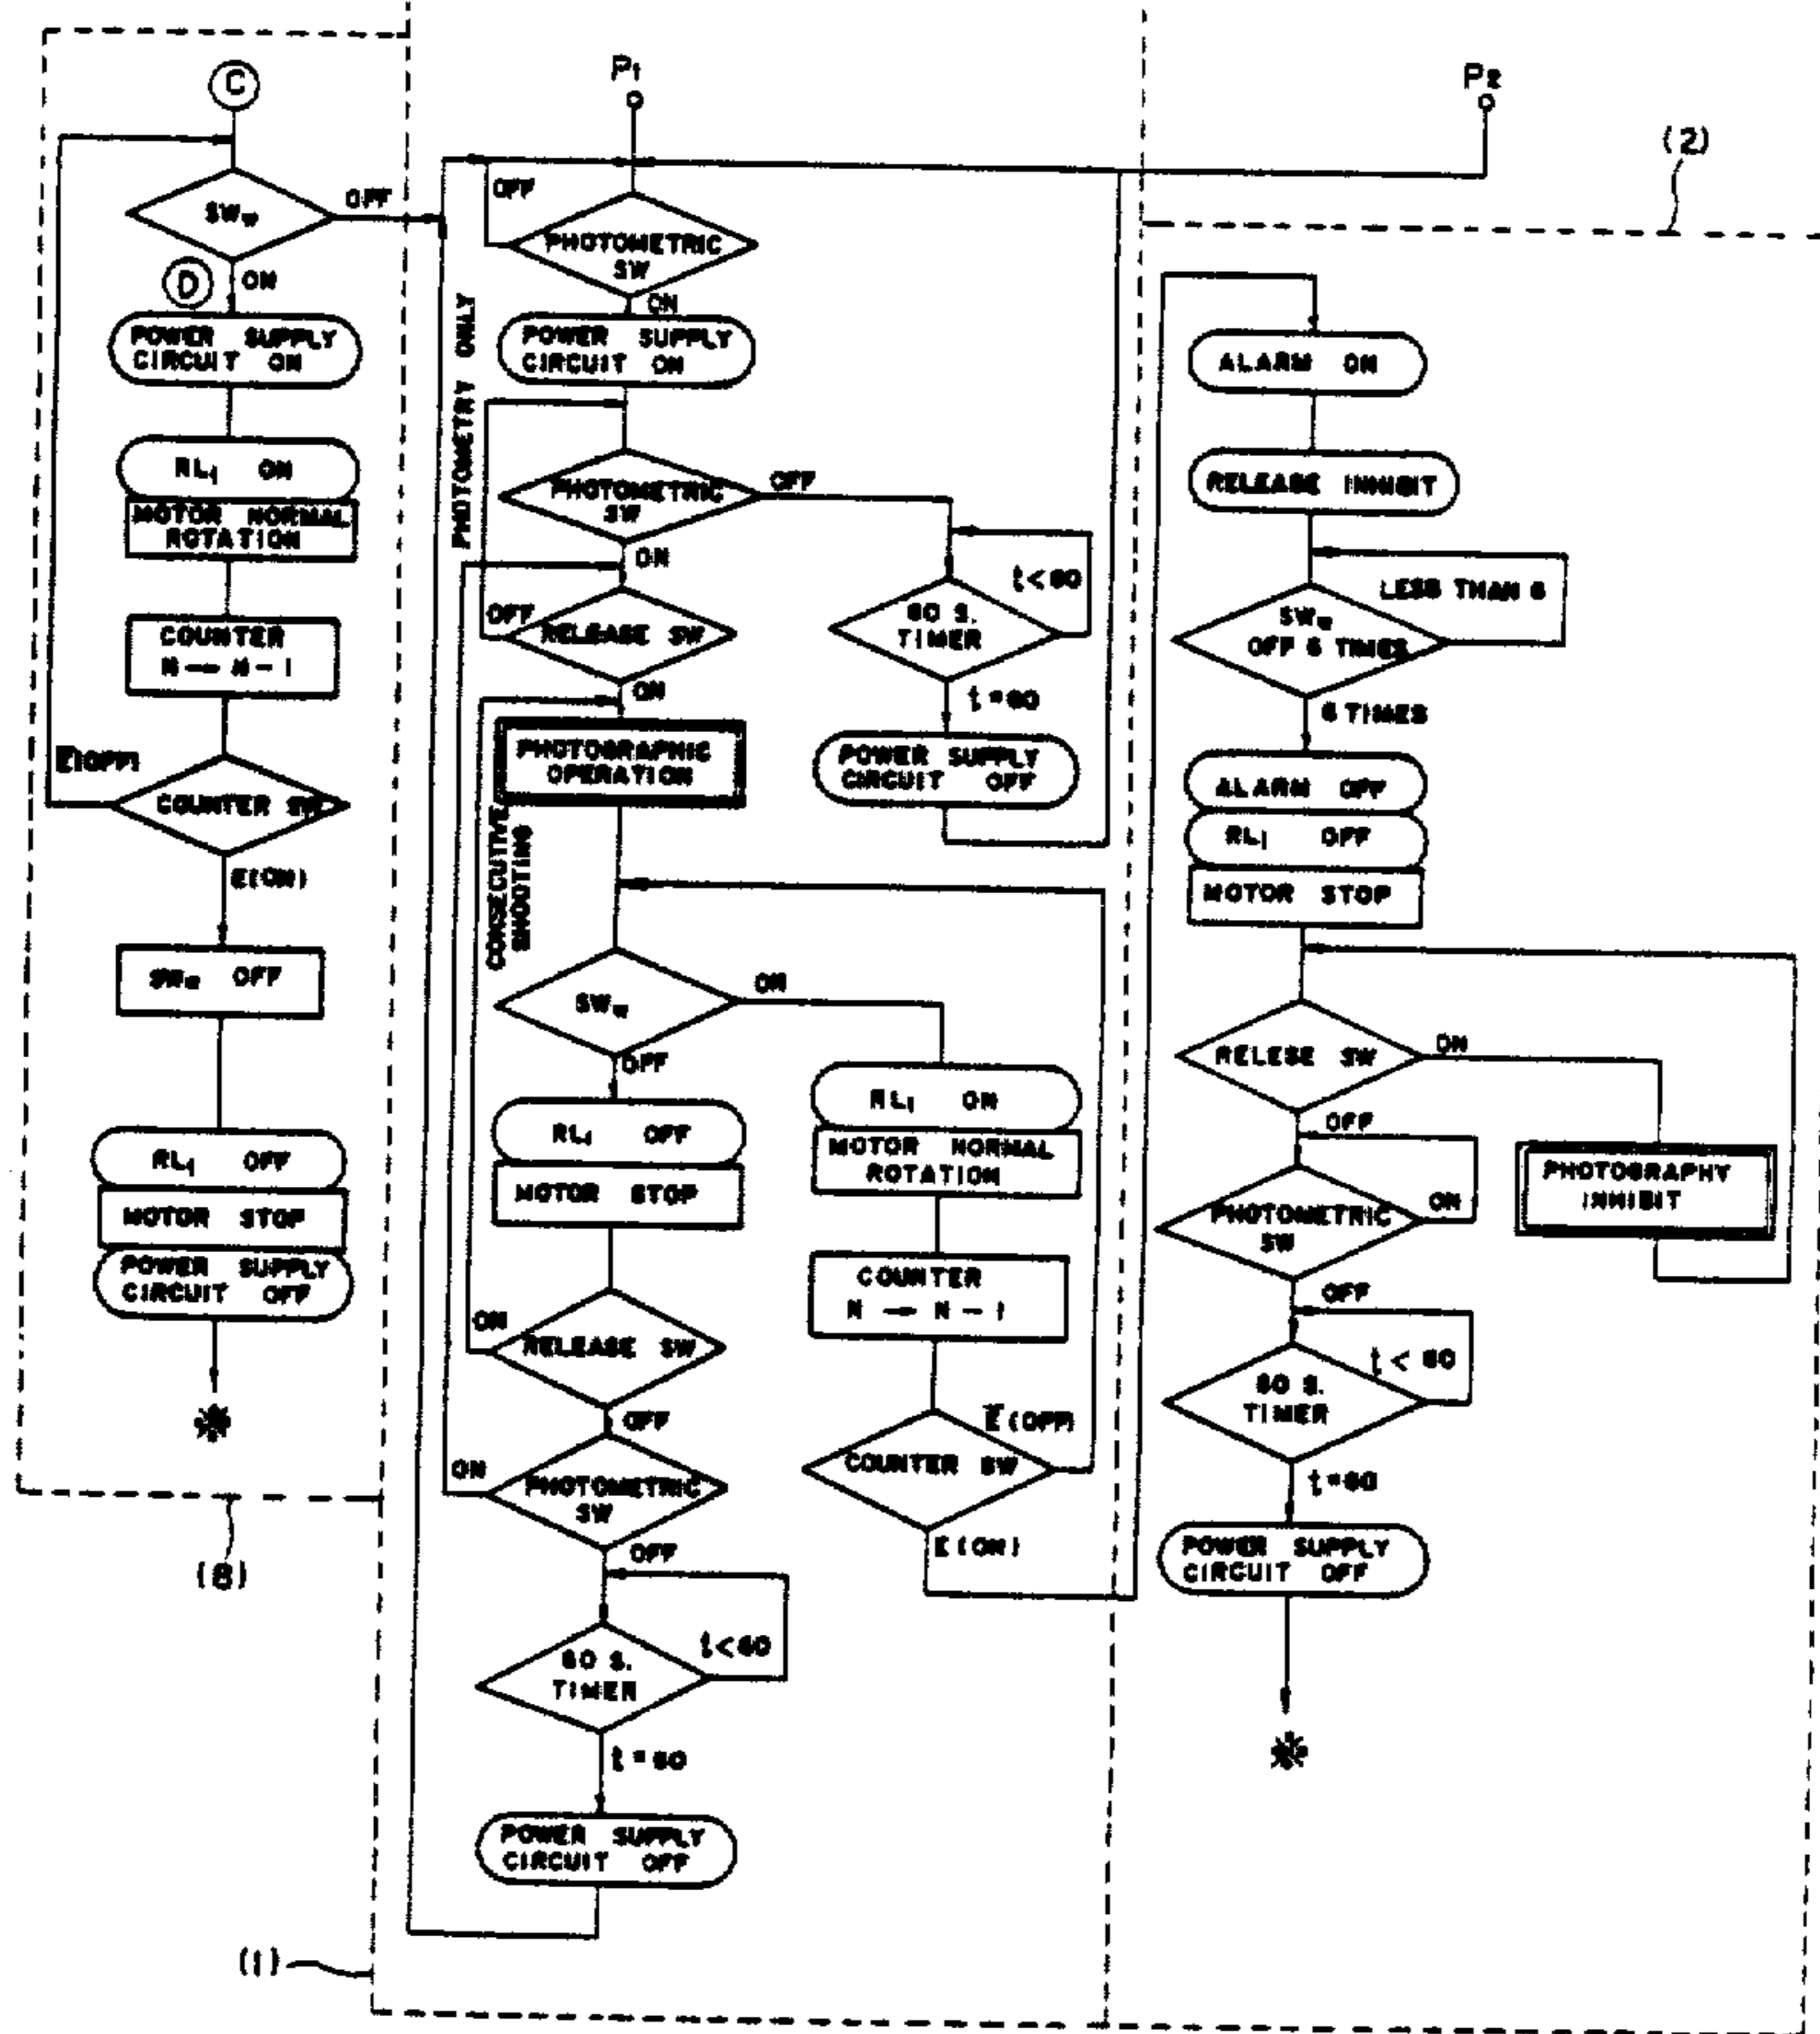 C
SWw
OFF
ON
D
POWER SUPPLY
CIRCUIT ON
RL1 ON
MOTOR NORMAL
ROTATION
COUNTER
N → N-1
E̅(OFF)
COUNTER SW
E(ON)
OFF
RL1 OFF
MOTOR STOP
POWER SUPPLY
CIRCUIT OFF
※
(8)
P1
OFF
PHOTOMETRIC
SW
ON
POWER SUPPLY
CIRCUIT ON
PHOTOMETRY ONLY
PHOTOMETRIC
SW
OFF
ON
OFF
RELEASE SW
ON
PHOTOGRAPHIC
OPERATION
CONSECUTIVE
SHOOTING
t<60
60 S.
TIMER
t=60
POWER SUPPLY
CIRCUIT OFF
SWw
ON
OFF
RL1 OFF
MOTOR STOP
ON
RELEASE SW
OFF
ON
PHOTOMETRIC
SW
OFF
t<60
60 S.
TIMER
t=60
POWER SUPPLY
CIRCUIT OFF
RL1 ON
MOTOR NORMAL
ROTATION
COUNTER
N → N-1
E̅(OFF)
COUNTER SW
E(ON)
(1)
P2
(2)
ALARM ON
RELEASE INHIBIT
LESS THAN 6
SWw
OFF 6 TIMES
6 TIMES
ALARM OFF
RL1 OFF
MOTOR STOP
RELESE SW
ON
OFF
PHOTOGRAPHY
INHIBIT
PHOTOMETRIC
SW
ON
OFF
t<60
60 S.
TIMER
t=60
POWER SUPPLY
CIRCUIT OFF
※